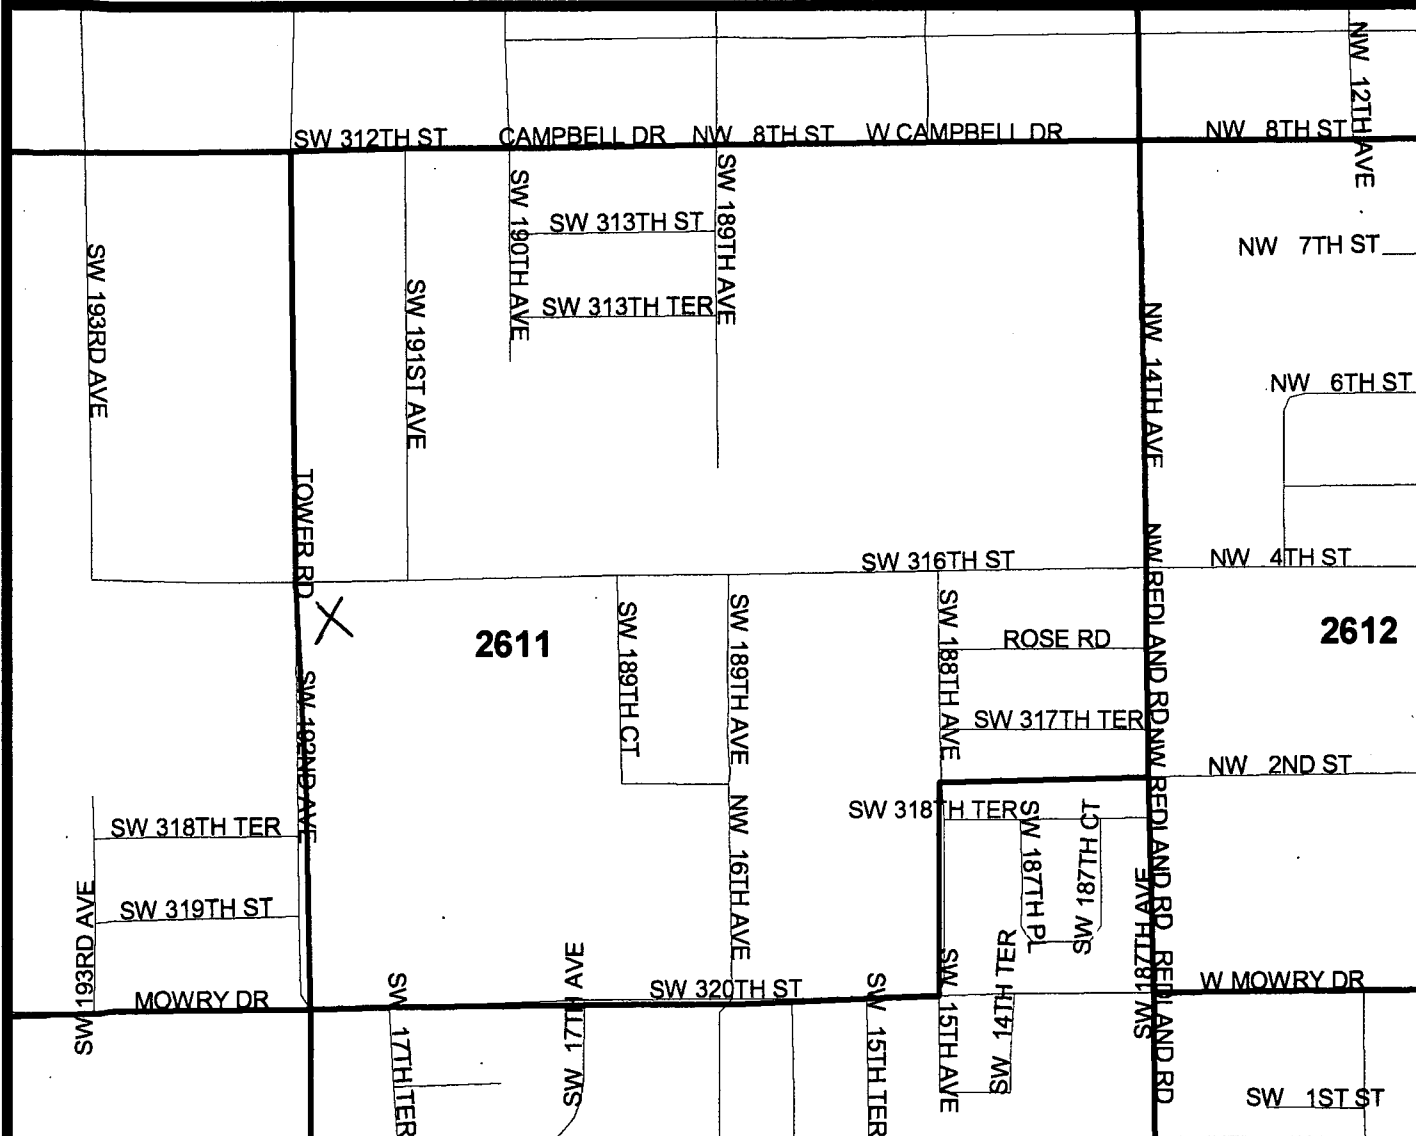 NW 12TH AVE
SW 312TH ST
CAMPBELL DR
NW 8TH ST
W CAMPBELL DR
NW 8TH ST
SW 190TH AVE
SW 313TH ST
SW 189TH AVE
NW 7TH ST
SW 193RD AVE
SW 191ST AVE
SW 313TH TER
NW 14TH AVE
NW 6TH ST
TOWER RD
SW 316TH ST
NW REDLAND RD
NW 4TH ST
X
2611
SW 189TH CT
SW 189TH AVE
SW 188TH AVE
ROSE RD
2612
SW 192ND AVE
SW 317TH TER
NW REDLAND RD
NW 2ND ST
SW 318TH TER
NW 16TH AVE
SW 318TH TER
SW 187TH PL
SW 187TH CT
SW 187TH AVE
SW 193RD AVE
SW 319TH ST
SW 17TH AVE
SW 14TH TER
REDLAND RD
MOWRY DR
SW 17TH TER
SW 320TH ST
SW 15TH TER
SW 15TH AVE
W MOWRY DR
SW 1ST ST